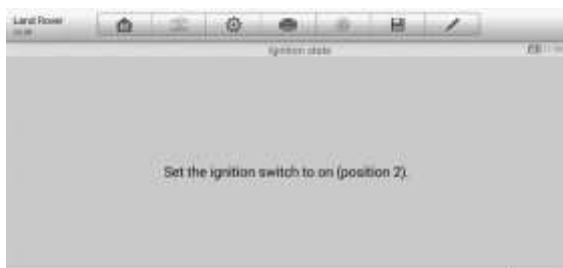 Land Rover
Ignition state
Set the ignition switch to on (position 2).